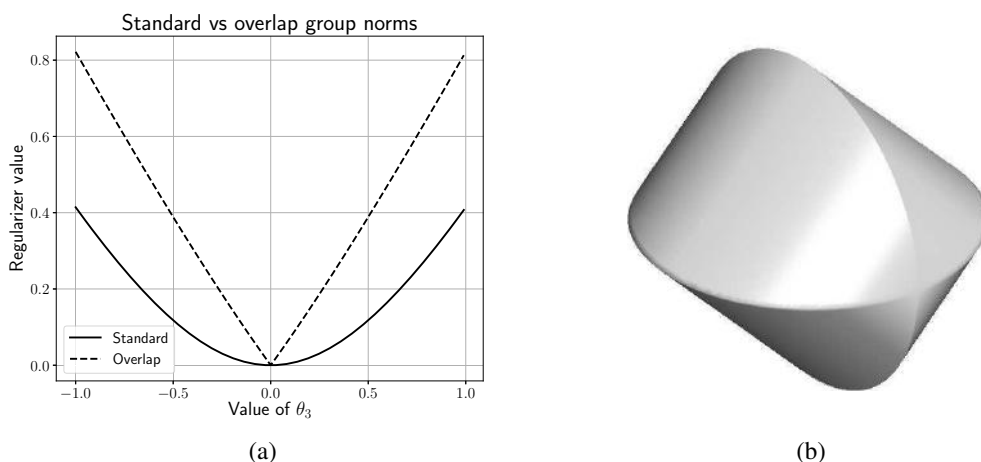 Standard vs overlap group norms
0.8
0.6
0.4
0.2
0.0
Regularizer value
Standard
Overlap
−1.0 −0.5 0.0 0.5 1.0
Value of θ₃
(a) (b)